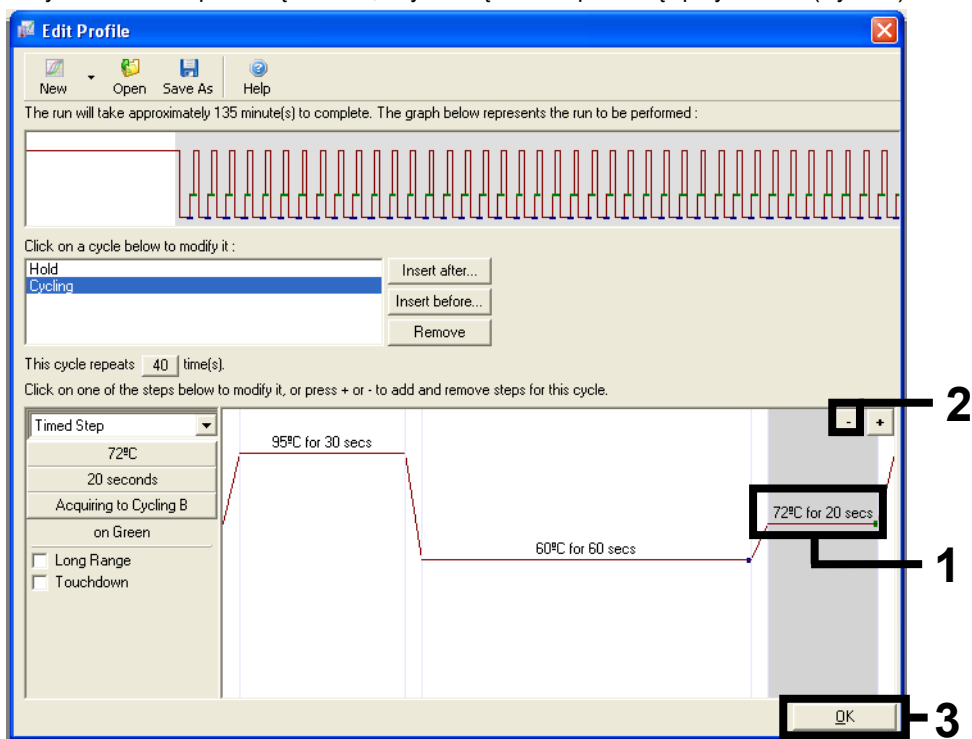 Edit Profile
New Open Save As Help
The run will take approximately 135 minute(s) to complete. The graph below represents the run to be performed :
Click on a cycle below to modify it :
Hold
Cycling
Insert after...
Insert before...
Remove
This cycle repeats 40 time(s).
Click on one of the steps below to modify it, or press + or - to add and remove steps for this cycle.
Timed Step
72ºC
20 seconds
Acquiring to Cycling B
on Green
Long Range
Touchdown
95ºC for 30 secs
60ºC for 60 secs
72ºC for 20 secs
- +
2
1
OK
3